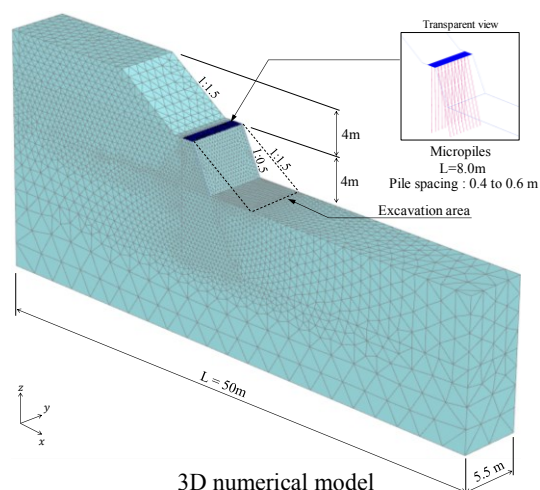 Transparent view
1:1.5
4m
1:0.5
1:1.5
4m
Micropiles
L=8.0m
Pile spacing : 0.4 to 0.6 m
Excavation area
L = 50m
z
y
x
5.5 m
3D numerical model